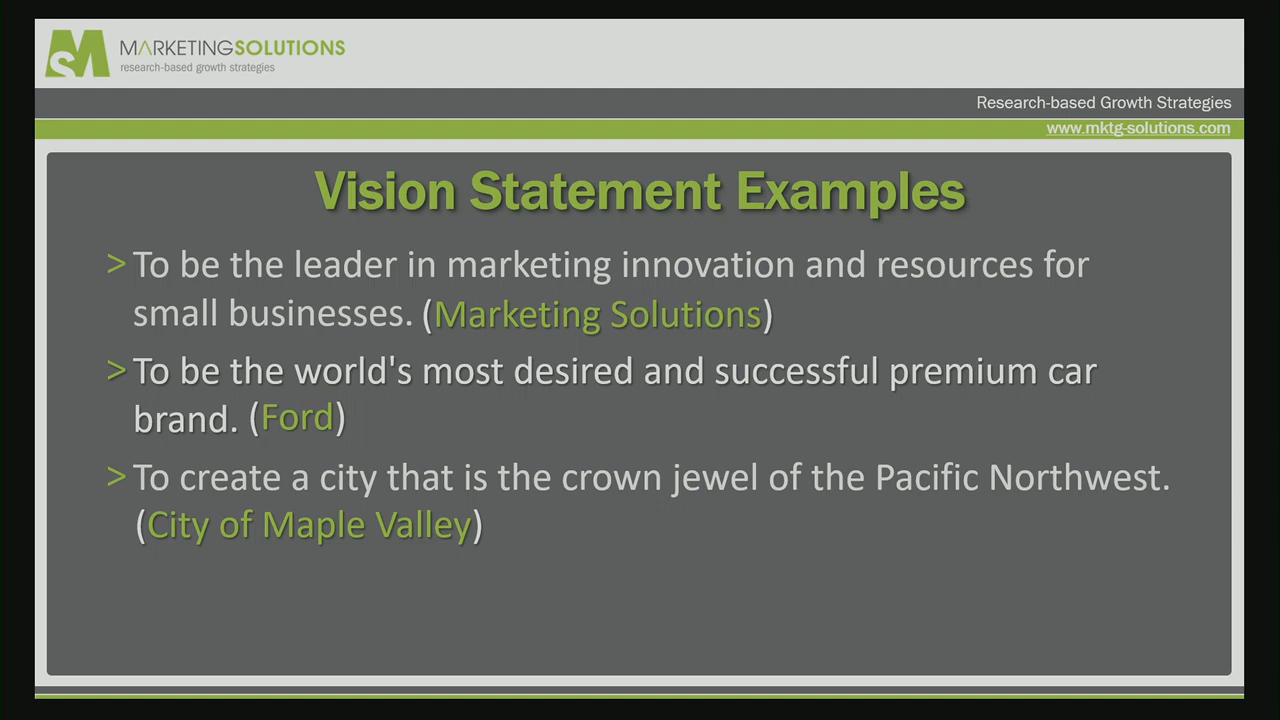 MARKETINGSOLUTIONS
research-based growth strategies
Research-based Growth Strategies
www.mktg-solutions.com
Vision Statement Examples
> To be the leader in marketing innovation and resources for
small businesses. (Marketing Solutions)
> To be the world's most desired and successful premium car
brand. (Ford)
> To create a city that is the crown jewel of the Pacific Northwest.
(City of Maple Valley)